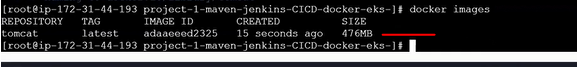 [root@ip-172-31-44-193 project-1-maven-jenkins-CICD-docker-eks-]# docker images
REPOSITORY TAG IMAGE ID CREATED SIZE
tomcat latest adaaeeed2325 15 seconds ago 476MB
[root@ip-172-31-44-193 project-1-maven-jenkins-CICD-docker-eks-]#